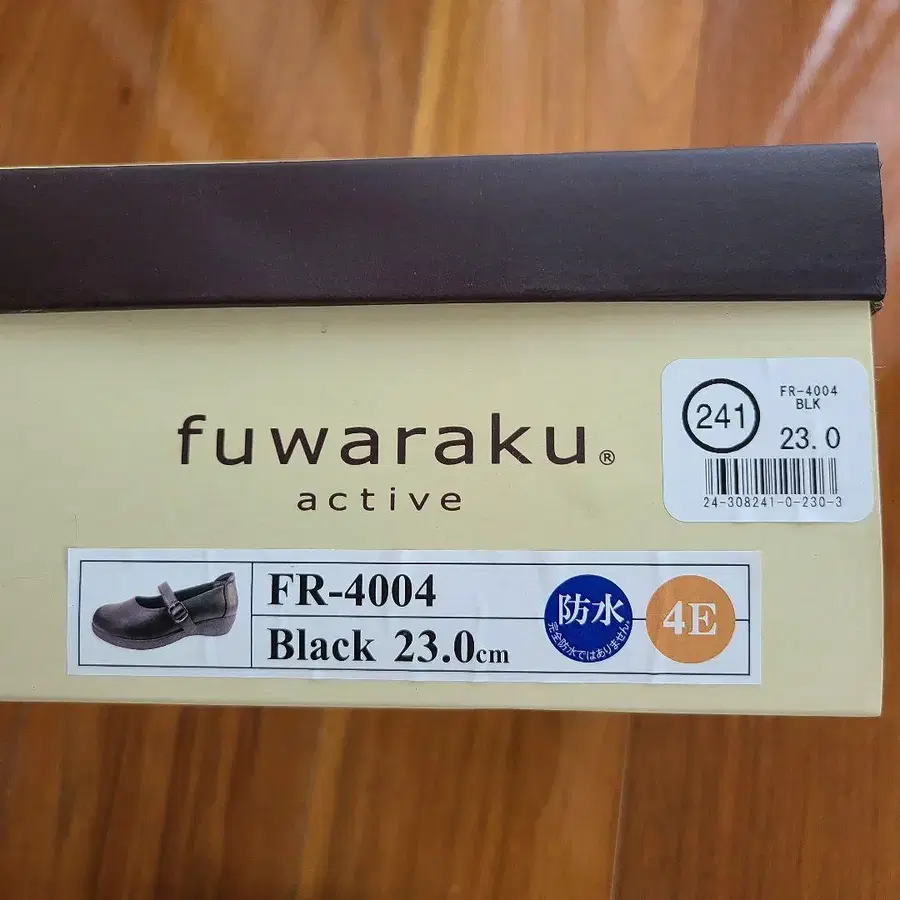 fuwaraku®
active
241
FR-4004
BLK
23.0
24-308241-0-230-3
FR-4004
Black 23.0cm
防水
完全防水ではありません。
4E